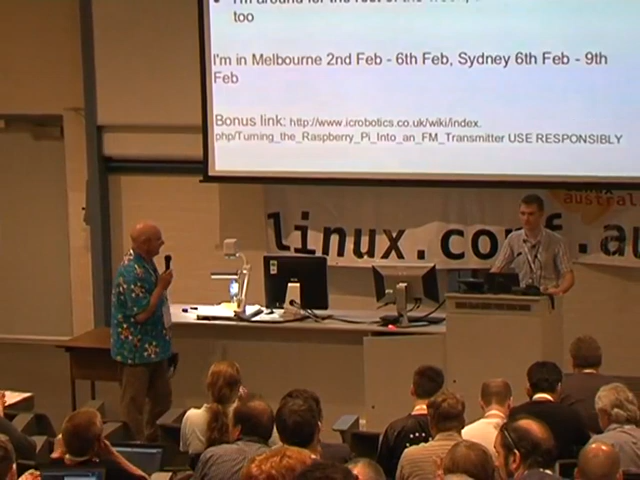 too
I'm in Melbourne 2nd Feb - 6th Feb, Sydney 6th Feb - 9th
Feb
Bonus link: http://www.icrobotics.co.uk/wiki/index.
php/Turning_the_Raspberry_Pi_Into_an_FM_Transmitter USE RESPONSIBLY
australia
linux.conf.au